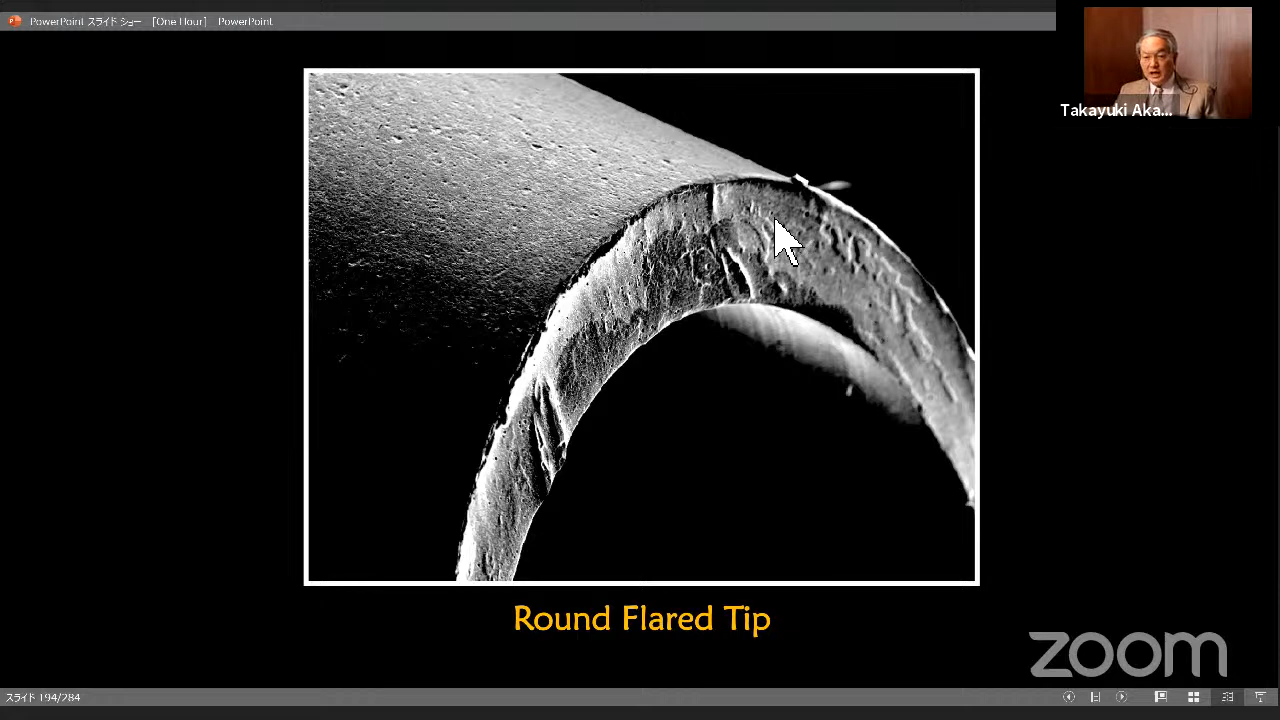 PowerPoint スライド ショー [One Hour] PowerPoint
Takayuki Aka...
Round Flared Tip
zoom
スライド 194/284